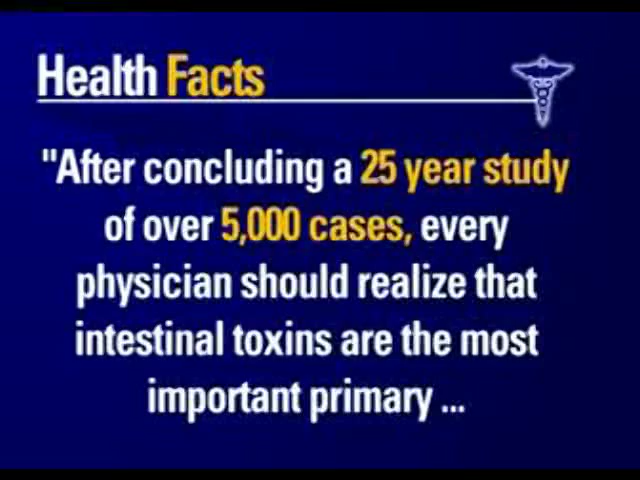 Health Facts
"After concluding a 25 year study
of over 5,000 cases, every
physician should realize that
intestinal toxins are the most
important primary ...